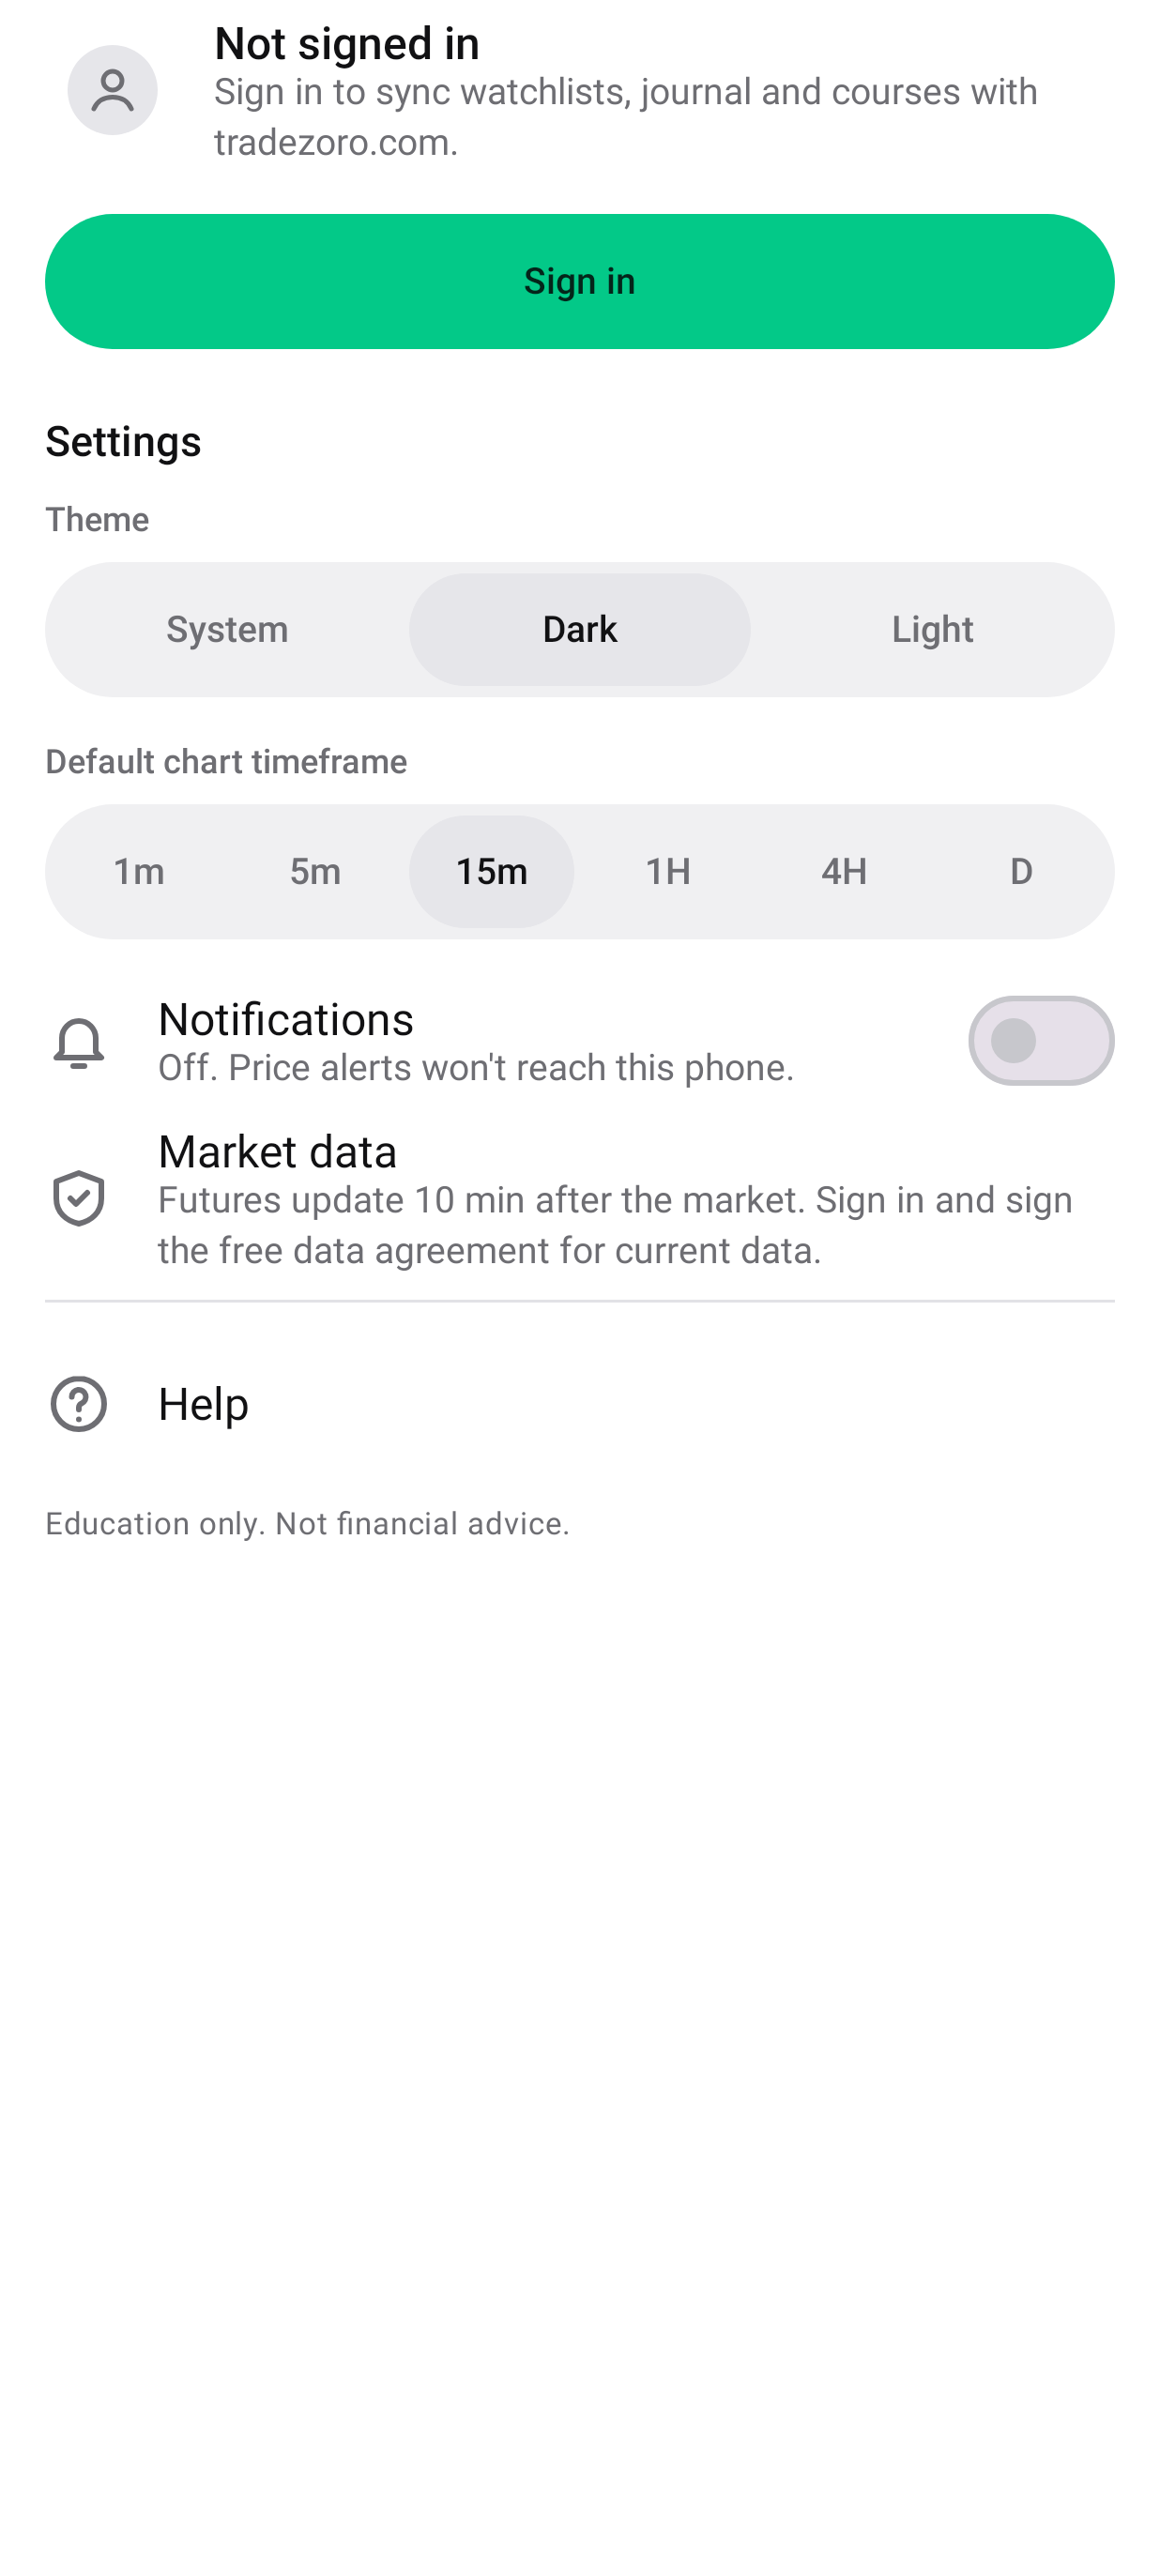 Not signed in
Sign in to sync watchlists, journal and courses with
tradezoro.com.
Sign in
Settings
Theme
System Dark Light
Default chart timeframe
1m 5m 15m 1H 4H D
Notifications
Off. Price alerts won't reach this phone.
Market data
Futures update 10 min after the market. Sign in and sign
the free data agreement for current data.
Help
Education only. Not financial advice.